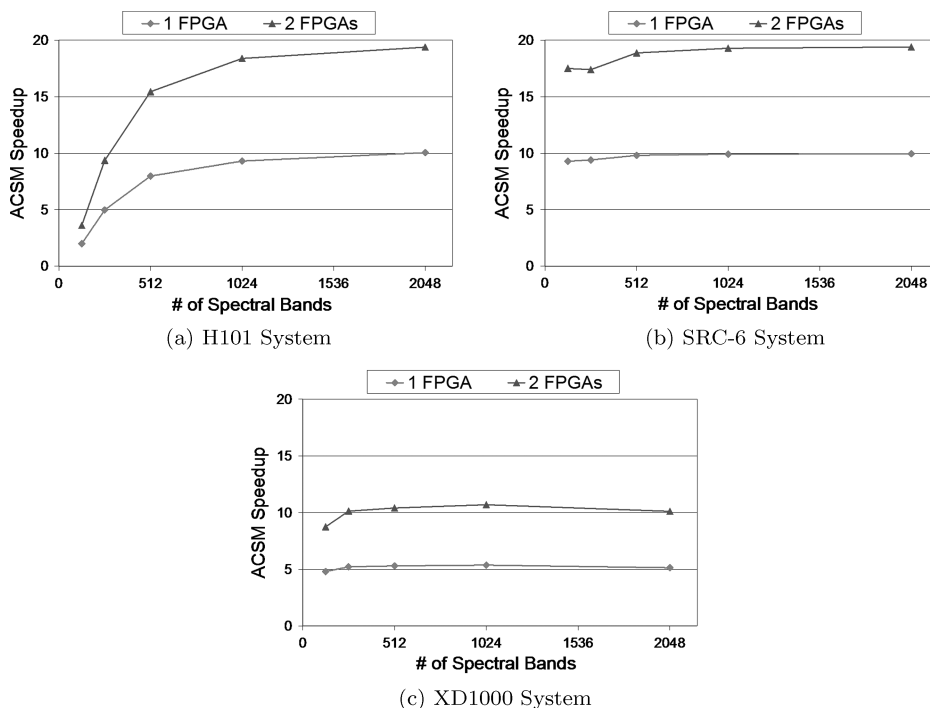 1 FPGA 2 FPGAs
20
15
10
5
0
ACSM Speedup
0 512 1024 1536 2048
# of Spectral Bands
(a) H101 System
1 FPGA 2 FPGAs
20
15
10
5
0
ACSM Speedup
0 512 1024 1536 2048
# of Spectral Bands
(b) SRC-6 System
1 FPGA 2 FPGAs
20
15
10
5
0
ACSM Speedup
0 512 1024 1536 2048
# of Spectral Bands
(c) XD1000 System